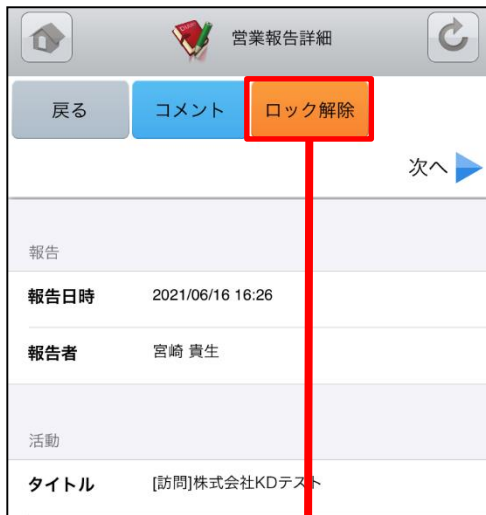 営業報告詳細
戻る コメント ロック解除
次へ
報告
報告日時 2021/06/16 16:26
報告者 宮崎 貴生
活動
タイトル [訪問]株式会社KDテスト